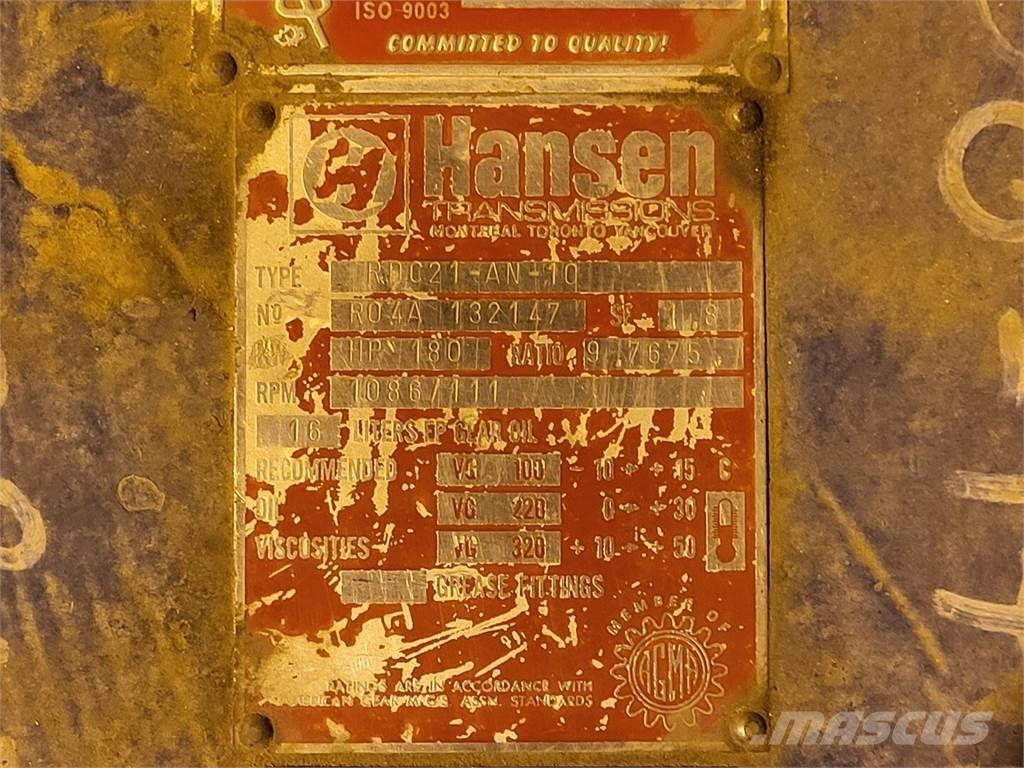 ISO-9003
COMMITTED TO QUALITY!
Hansen
TRANSMISSIONS
MONTREAL TORONTO VANCOUVER
TYPE RDC21-AN-1Q
Nº R04A 132147 SF 1.8
HP 180 RATIO 9.7675
RPM 1086/111
16 LITERS EP GEAR OIL
RECOMMENDED VG 100 - 10 → + 15 C
OIL VG 220 0 → + 30
VISCOSITIES VG 320 + 10 → + 50
GREASE FITTINGS
MEMBER OF
AGMA
RATINGS ARE IN ACCORDANCE WITH
AMERICAN GEAR MFG'S. ASSN. STANDARDS
MASCUS